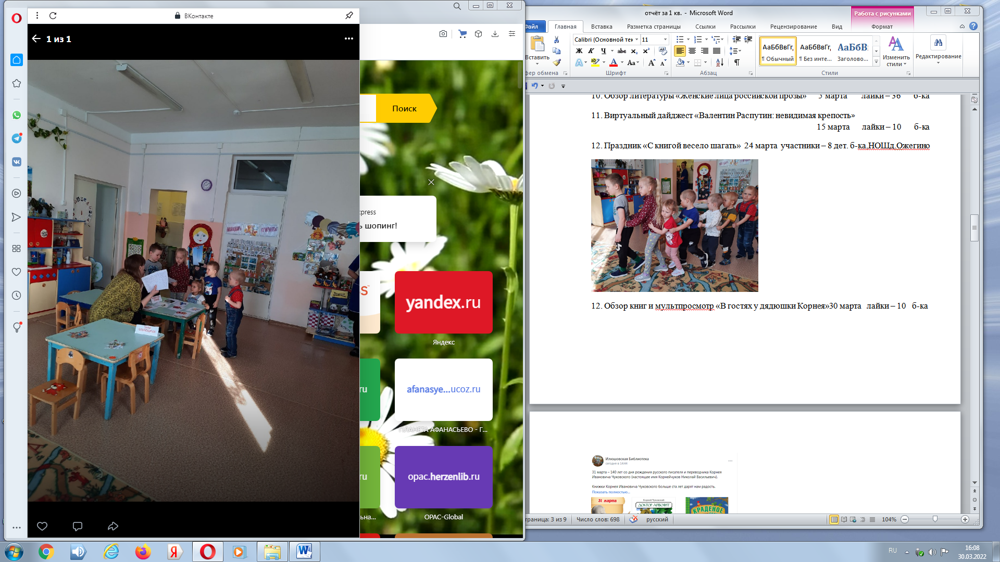 ВКонтакте
1 из 1
Поиск
xpress
ь шопинг!
yandex.ru
Яндекс
ru
afanasye...ucoz.ru
ПЛАНЕТА АФАНАСЬЕВО - Г...
ru
opac.herzenlib.ru
ьна...
OPAC-Global
отчёт за 1 кв. - Microsoft Word
Работа с рисунками
Файл
Главная
Вставка
Разметка страницы
Ссылки
Рассылки
Рецензирование
Вид
Формат
Вставить
Calibri (Основной тек
11
АаБбВвГг,
АаБбВвГг,
АаБбВ:
¶ Обычный
¶ Без инте...
Заголово...
Изменить стили
Редактирование
фер обмена
Шрифт
Абзац
Стили
10. Обзор литературы «Женские лица российской прозы» 5 марта лайки – 36 б-ка
11. Виртуальный дайджест «Валентин Распутин: невидимая крепость»
15 марта лайки – 10 б-ка
12. Праздник «С книгой весело шагать» 24 марта участники – 8 дет. б-ка,НОШд.Ожегино
12. Обзор книг и мультпросмотр «В гостях у дядюшки Корнея»30 марта лайки – 10 б-ка
Илюшовская Библиотека
сегодня в 14:44
31 марта – 140 лет со дня рождения русского писателя и переводчика Корнея
Ивановича Чуковского (настоящее имя Корнейчуков Николай Васильевич).
Книжки Корнея Ивановича Чуковского больше ста лет дарят нам радость.
Показать полностью...
31 марта
Корней Чуковский
ДОКТОР АЙБОЛИТ
КРАДЕНОЕ
траница: 3 из 9
Число слов: 698
русский
104%
RU
16:08
30.03.2022